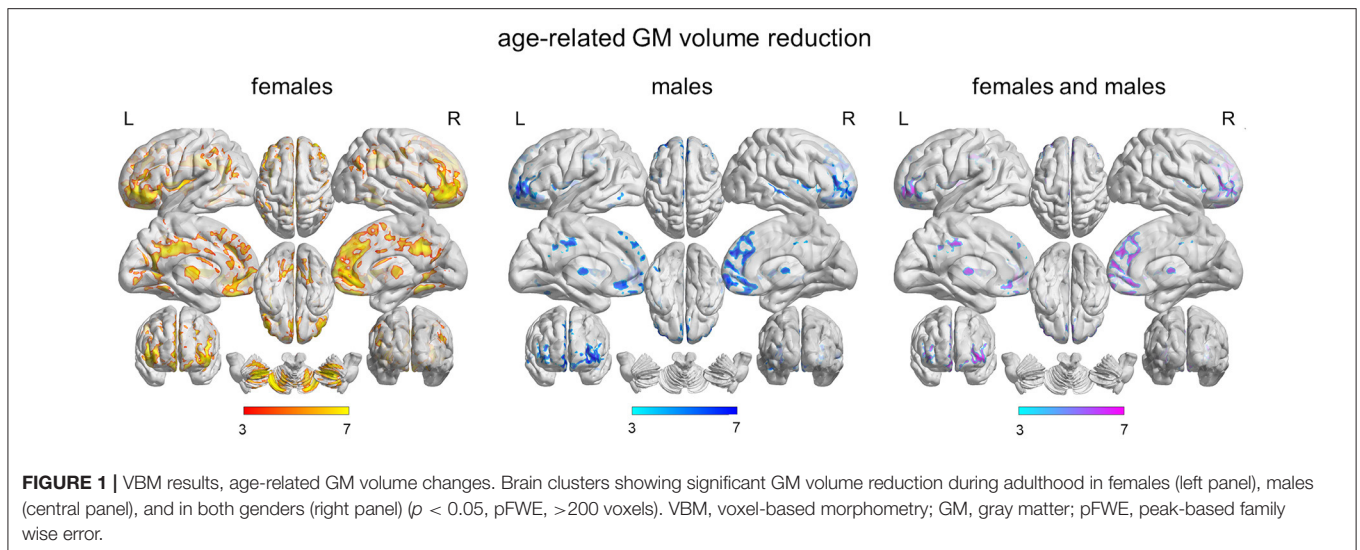 age-related GM volume reduction
females
males
females and males
L
R
L
R
L
R
3
7
3
7
3
7
FIGURE 1 | VBM results, age-related GM volume changes. Brain clusters showing significant GM volume reduction during adulthood in females (left panel), males
(central panel), and in both genders (right panel) (p < 0.05, pFWE, >200 voxels). VBM, voxel-based morphometry; GM, gray matter; pFWE, peak-based family
wise error.